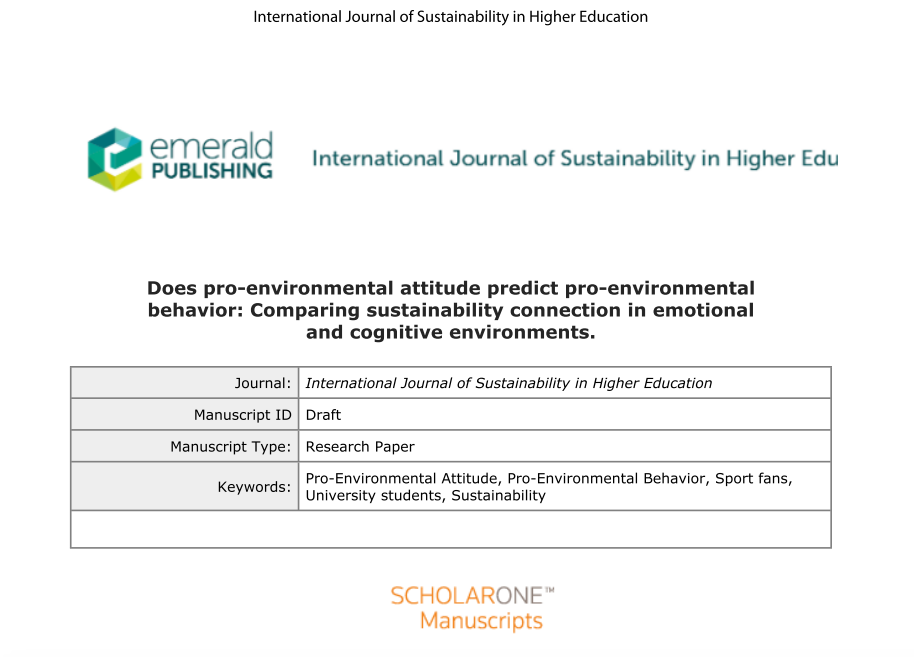 International Journal of Sustainability in Higher Education
emerald
PUBLISHING
International Journal of Sustainability in Higher Edu
Does pro-environmental attitude predict pro-environmental
behavior: Comparing sustainability connection in emotional
and cognitive environments.
Journal: International Journal of Sustainability in Higher Education
Manuscript ID Draft
Manuscript Type: Research Paper
Keywords: Pro-Environmental Attitude, Pro-Environmental Behavior, Sport fans,
University students, Sustainability
SCHOLARONE™
Manuscripts